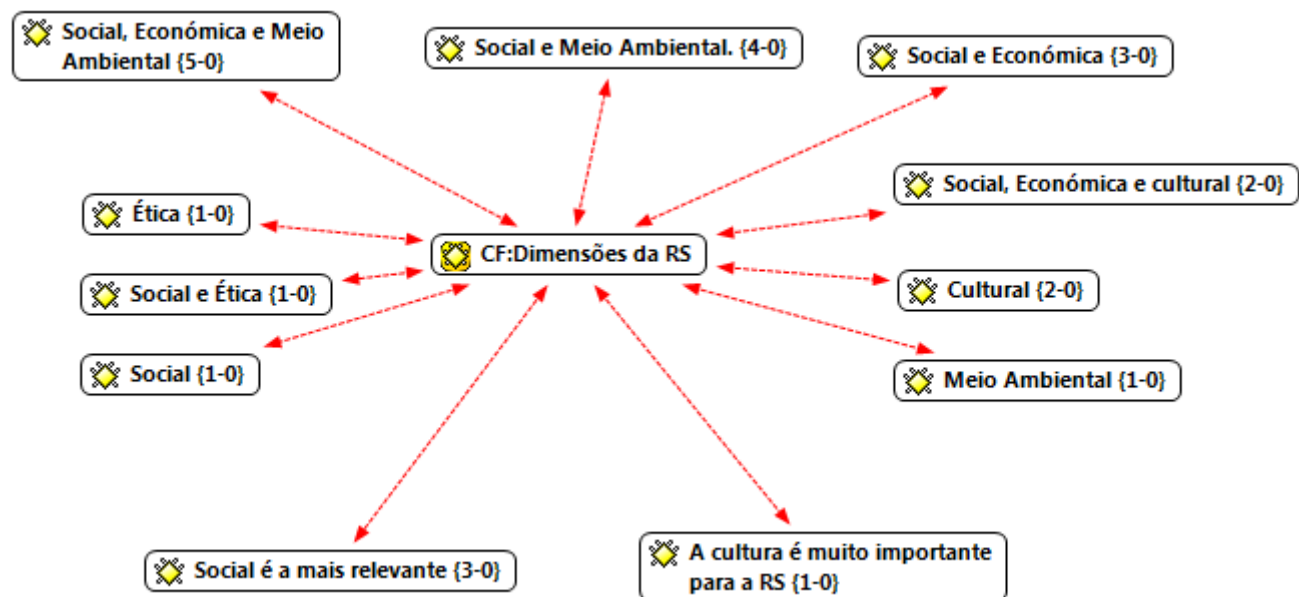 Social, Económica e Meio
Ambiental {5-0}
Social e Meio Ambiental. {4-0}
Social e Económica {3-0}
Social, Económica e cultural {2-0}
Ética {1-0}
CF:Dimensões da RS
Social e Ética {1-0}
Cultural {2-0}
Social {1-0}
Meio Ambiental {1-0}
Social é a mais relevante {3-0}
A cultura é muito importante
para a RS {1-0}